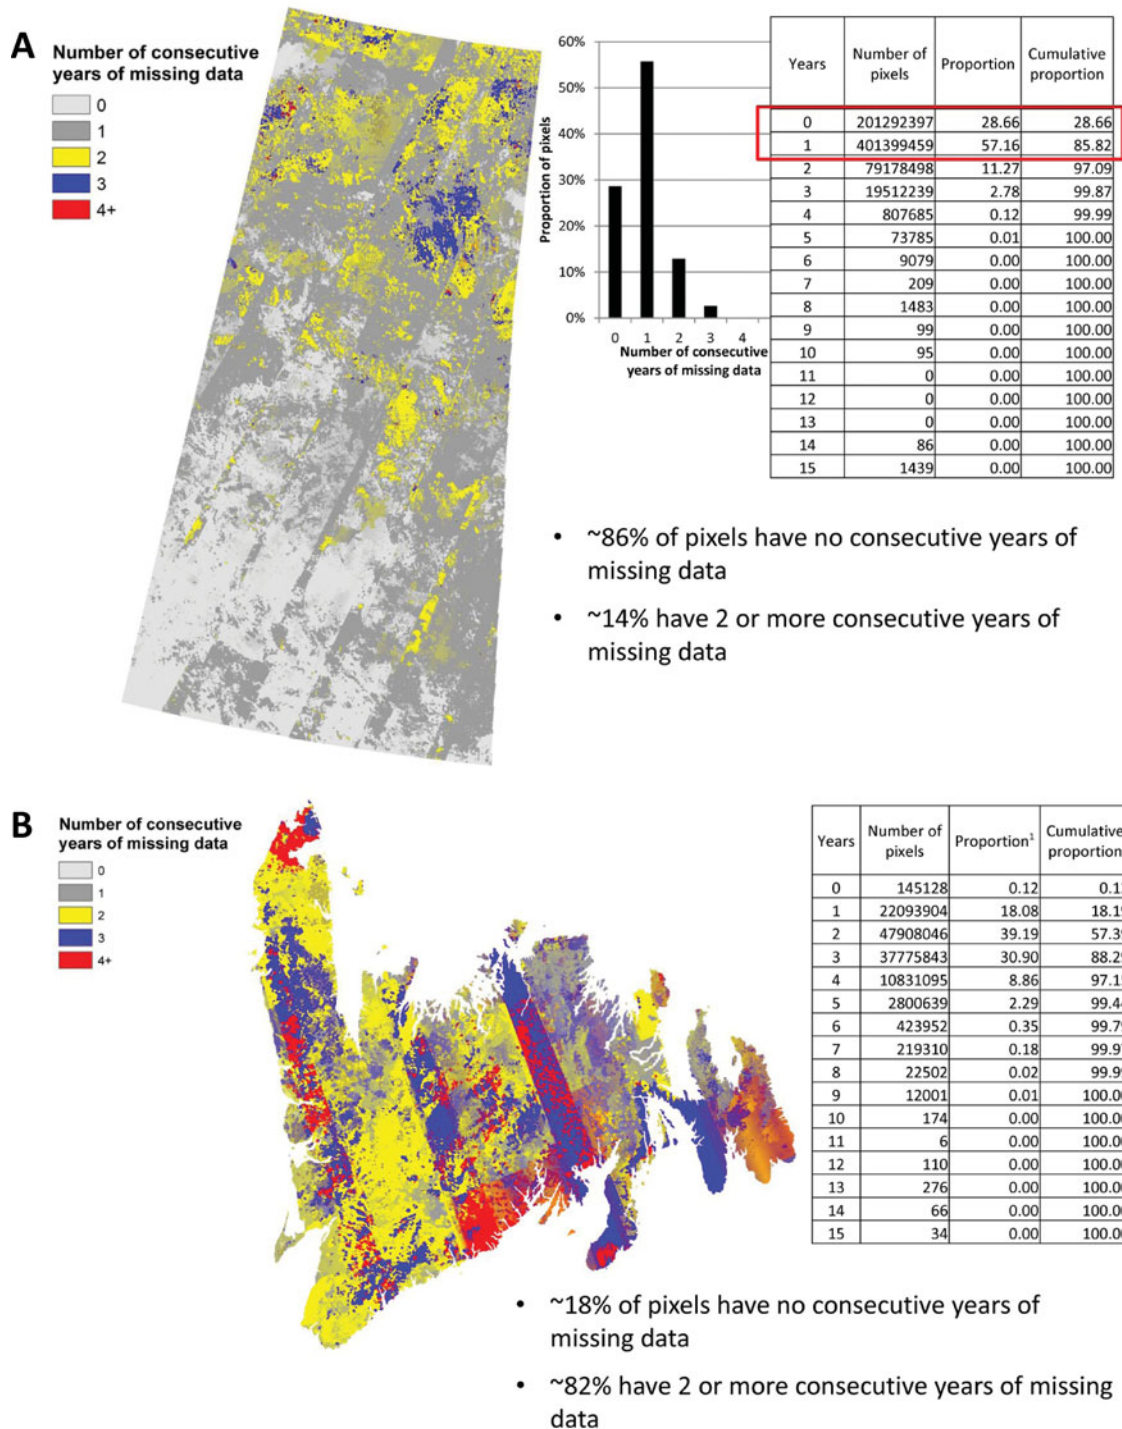 A
Number of consecutive
years of missing data
0
1
2
3
4+
60%
50%
40%
30%
20%
10%
0%
Proportion of pixels
0 1 2 3 4
Number of consecutive
years of missing data
Years Number of pixels Proportion Cumulative proportion
0 201292397 28.66 28.66
1 401399459 57.16 85.82
2 79178498 11.27 97.09
3 19512239 2.78 99.87
4 807685 0.12 99.99
5 73785 0.01 100.00
6 9079 0.00 100.00
7 209 0.00 100.00
8 1483 0.00 100.00
9 99 0.00 100.00
10 95 0.00 100.00
11 0 0.00 100.00
12 0 0.00 100.00
13 0 0.00 100.00
14 86 0.00 100.00
15 1439 0.00 100.00
• ~86% of pixels have no consecutive years of
missing data
• ~14% have 2 or more consecutive years of
missing data
B
Number of consecutive
years of missing data
0
1
2
3
4+
Years Number of pixels Proportion¹ Cumulative proportion
0 145128 0.12
1 22093904 18.08
2 47908046 39.19
3 37775843 30.90
4 10831095 8.86
5 2800639 2.29
6 423952 0.35
7 219310 0.18
8 22502 0.02
9 12001 0.01
10 174 0.00
11 6 0.00
12 110 0.00
13 276 0.00
14 66 0.00
15 34 0.00
• ~18% of pixels have no consecutive years of
missing data
• ~82% have 2 or more consecutive years of missing
data